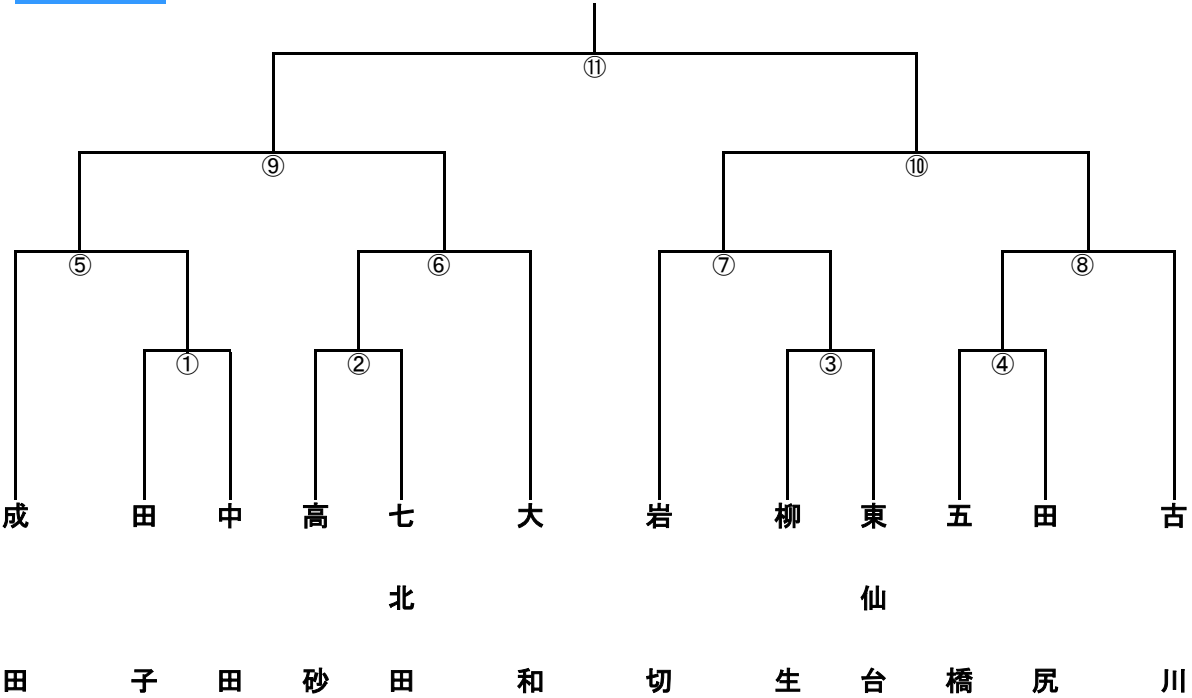 ⑪
⑨
⑩
⑤
⑥
⑦
⑧
①
②
③
④
成田
田子
中田
高砂
七北田
大和
岩切
柳生
東仙台
五橋
田尻
古川